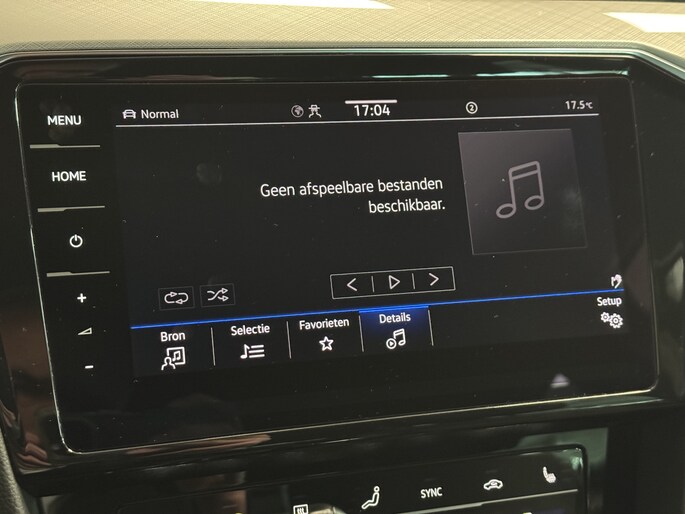 MENU
HOME
+
-
Normal
17:04
2
17.5°C
Geen afspeelbare bestanden
beschikbaar.
Bron
Selectie
Favorieten
Details
Setup
SYNC